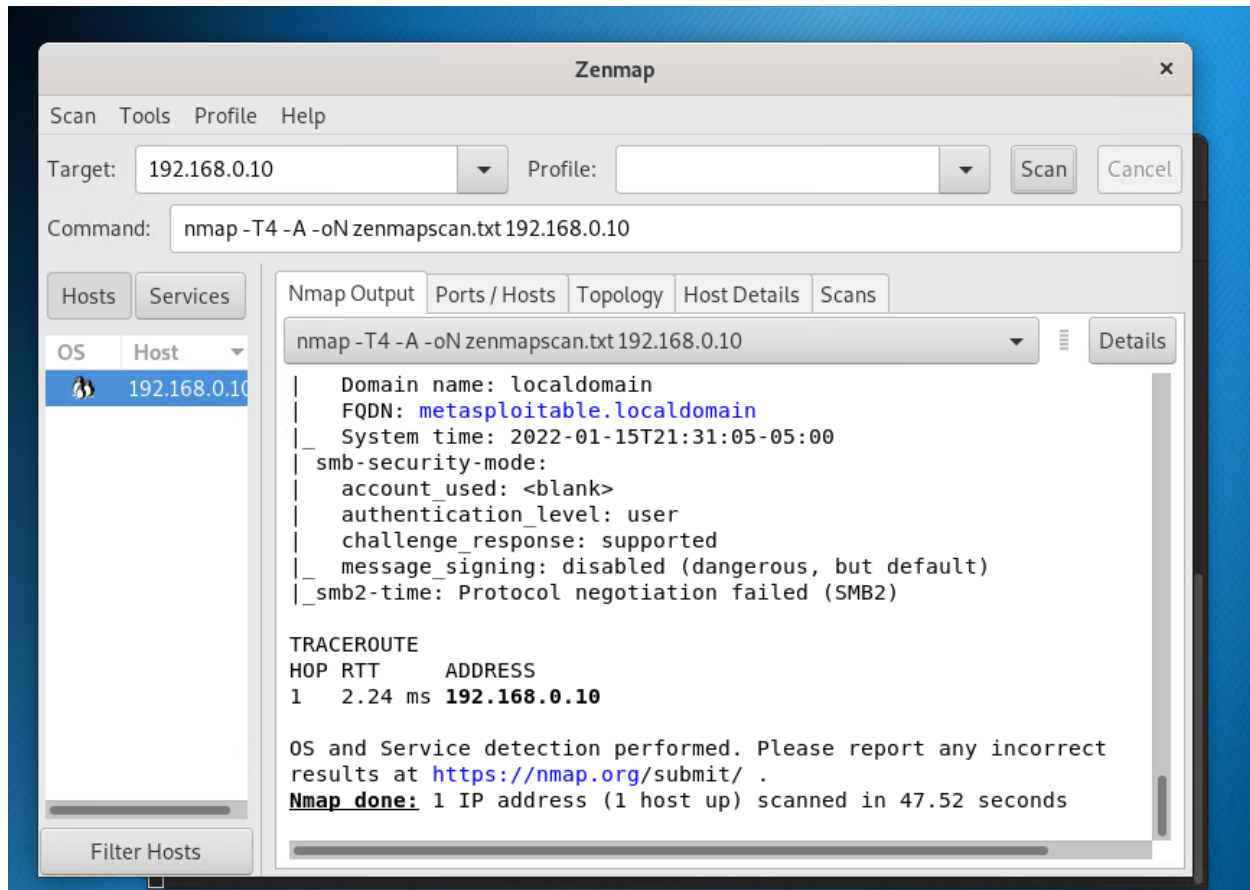 Zenmap
Scan Tools Profile Help
Target: 192.168.0.10 Profile: Scan Cancel
Command: nmap -T4 -A -oN zenmapscan.txt 192.168.0.10
Hosts Services
Nmap Output Ports / Hosts Topology Host Details Scans
nmap -T4 -A -oN zenmapscan.txt 192.168.0.10 Details
OS Host
192.168.0.10
|   Domain name: localdomain
|   FQDN: metasploitable.localdomain
|_  System time: 2022-01-15T21:31:05-05:00
| smb-security-mode:
|   account_used: <blank>
|   authentication_level: user
|   challenge_response: supported
|_  message_signing: disabled (dangerous, but default)
|_smb2-time: Protocol negotiation failed (SMB2)
TRACEROUTE
HOP RTT     ADDRESS
1   2.24 ms 192.168.0.10
OS and Service detection performed. Please report any incorrect
results at https://nmap.org/submit/ .
Nmap done: 1 IP address (1 host up) scanned in 47.52 seconds
Filter Hosts